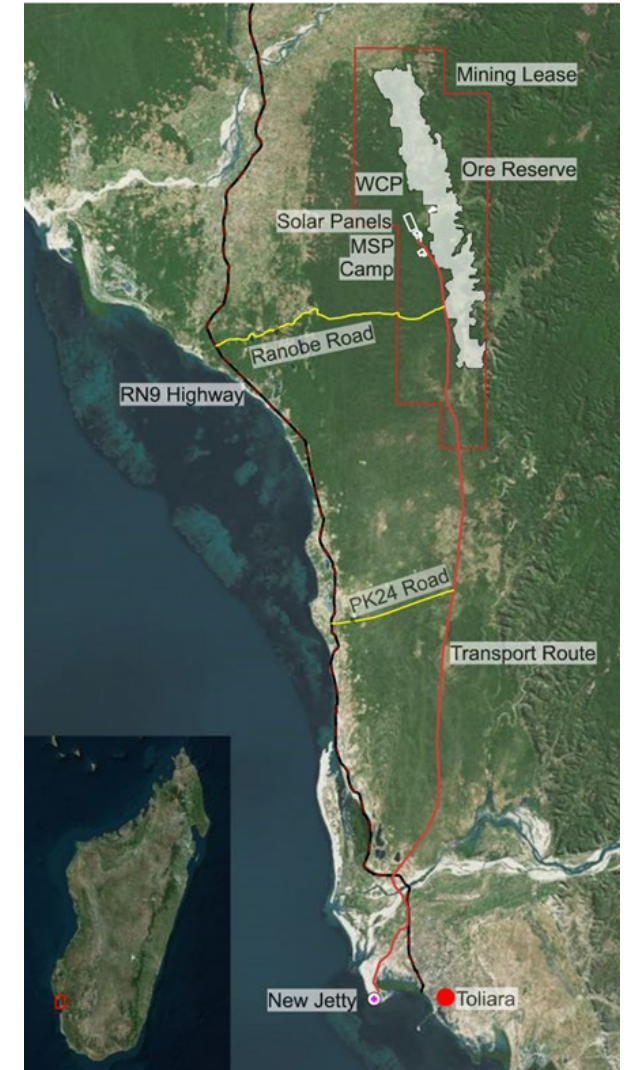 Mining Lease
Ore Reserve
WCP
Solar Panels
MSP
Camp
Ranobe Road
RN9 Highway
PK24 Road
Transport Route
New Jetty
Toliara